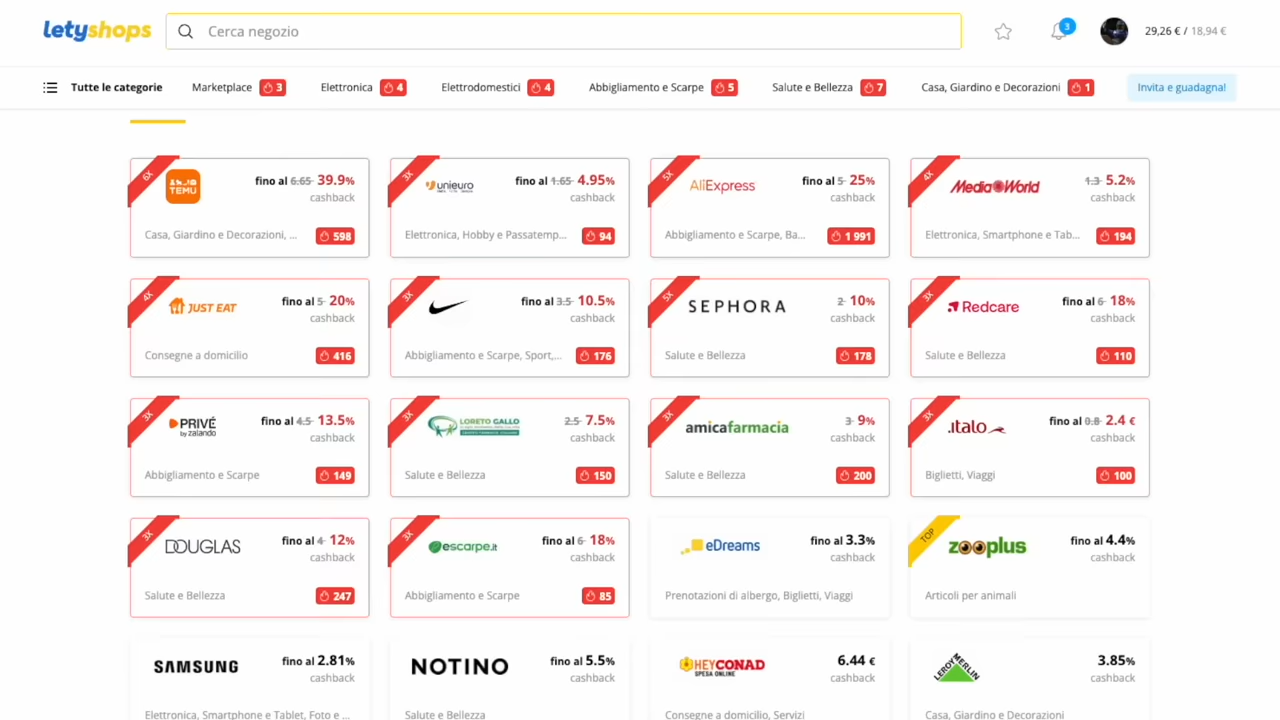 letyshops
Cerca negozio
3
29,26 € / 18,94 €
Tutte le categorie
Marketplace 3
Elettronica 4
Elettrodomestici 4
Abbigliamento e Scarpe 5
Salute e Bellezza 7
Casa, Giardino e Decorazioni 1
Invita e guadagna!
6X
TEMU
fino al 6.65 39.9%
cashback
Casa, Giardino e Decorazioni, ...
598
3X
unieuro
fino al 1.65 4.95%
cashback
Elettronica, Hobby e Passatemp...
94
5X
AliExpress
fino al 5 25%
cashback
Abbigliamento e Scarpe, Ba...
1 991
4X
MediaWorld
1.3 5.2%
cashback
Elettronica, Smartphone e Tab...
194
4X
JUST EAT
fino al 5 20%
cashback
Consegne a domicilio
416
3X
fino al 3.5 10.5%
cashback
Abbigliamento e Scarpe, Sport,...
176
5X
SEPHORA
2 10%
cashback
Salute e Bellezza
178
3X
Redcare
fino al 6 18%
cashback
Salute e Bellezza
110
3X
PRIVÉ
by zalando
fino al 4.5 13.5%
cashback
Abbigliamento e Scarpe
149
3X
LORETO GALLO
2.5 7.5%
cashback
Salute e Bellezza
150
3X
amicafarmacia
3 9%
cashback
Salute e Bellezza
200
3X
.italo
fino al 0.8 2.4 €
cashback
Biglietti, Viaggi
100
3X
DOUGLAS
fino al 4 12%
cashback
Salute e Bellezza
247
3X
escarpe.it
fino al 6 18%
cashback
Abbigliamento e Scarpe
85
eDreams
fino al 3.3%
cashback
Prenotazioni di albergo, Biglietti, Viaggi
TOP
zooplus
fino al 4.4%
cashback
Articoli per animali
SAMSUNG
fino al 2.81%
cashback
Elettronica, Smartphone e Tablet, Foto e ...
NOTINO
fino al 5.5%
cashback
Salute e Bellezza
HEYCONAD
SPESA ONLINE
6.44 €
cashback
Consegne a domicilio, Servizi
LEROY MERLIN
3.85%
cashback
Casa, Giardino e Decorazioni